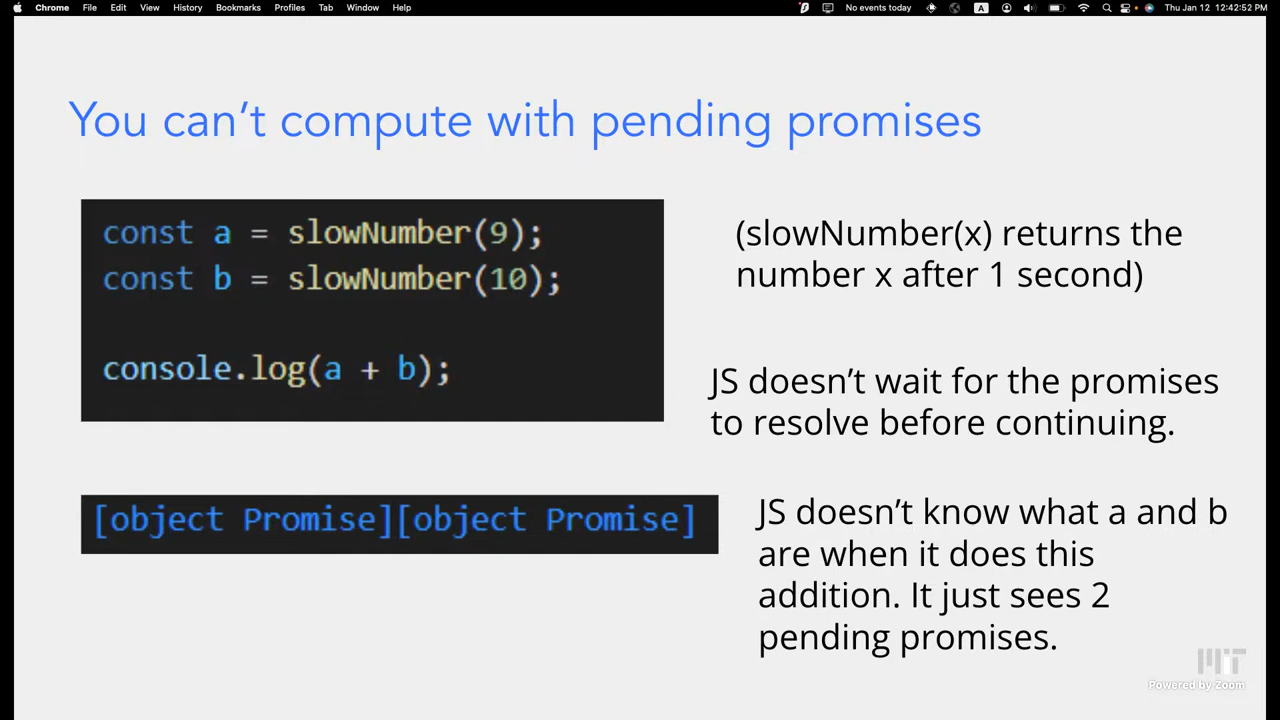 Chrome File Edit View History Bookmarks Profiles Tab Window Help No events today A Thu Jan 12 12:42:52 PM
You can't compute with pending promises
const a = slowNumber(9);
const b = slowNumber(10);
console.log(a + b);
(slowNumber(x) returns the
number x after 1 second)
JS doesn't wait for the promises
to resolve before continuing.
[object Promise][object Promise]
JS doesn't know what a and b
are when it does this
addition. It just sees 2
pending promises.
MIT
Powered by Zoom